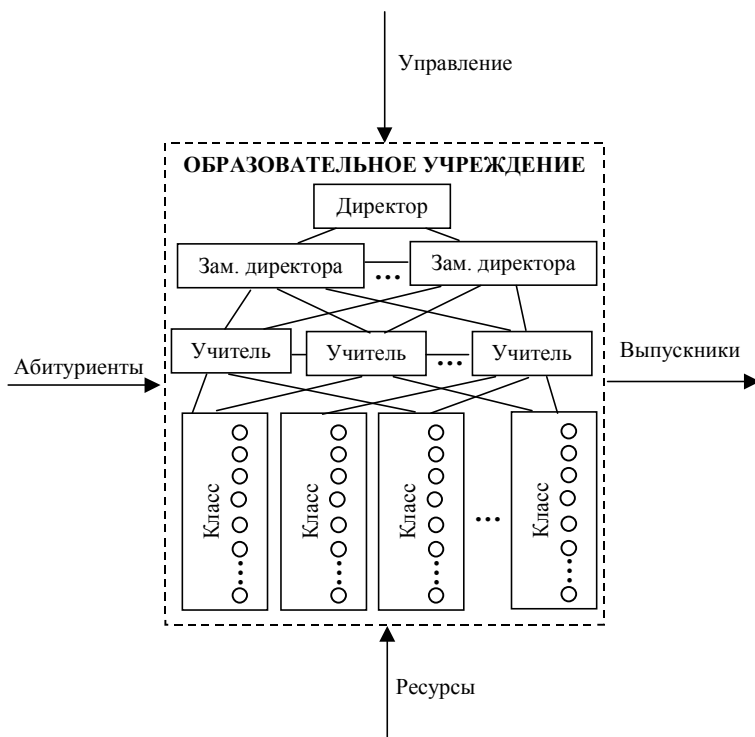 Управление
ОБРАЗОВАТЕЛЬНОЕ УЧРЕЖДЕНИЕ
Директор
Зам. директора
...
Зам. директора
Учитель
Учитель
...
Учитель
Абитуриенты
Выпускники
Класс
Класс
Класс
...
Класс
Ресурсы